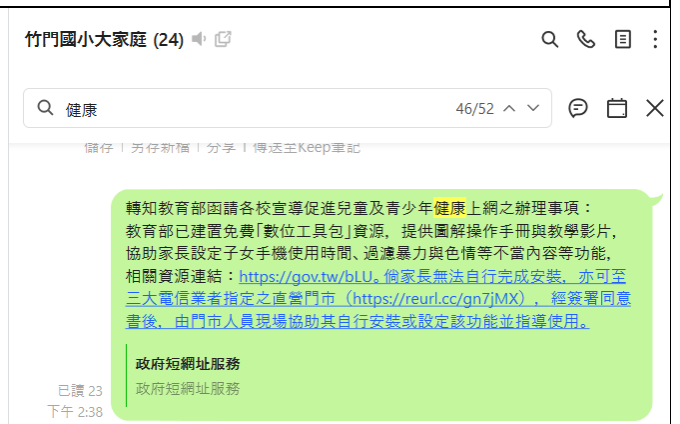 竹門國小大家庭 (24)
健康
46/52
儲存 | 另存新檔 | 分享 | 傳送至Keep筆記
轉知教育部函請各校宣導促進兒童及青少年健康上網之辦理事項：
教育部已建置免費「數位工具包」資源，提供圖解操作手冊與教學影片，
協助家長設定子女手機使用時間、過濾暴力與色情等不當內容等功能，
相關資源連結：https://gov.tw/bLU。倘家長無法自行完成安裝，亦可至
三大電信業者指定之直營門市（https://reurl.cc/gn7jMX），經簽署同意
書後，由門市人員現場協助其自行安裝或設定該功能並指導使用。
政府短網址服務
政府短網址服務
已讀 23
下午 2:38